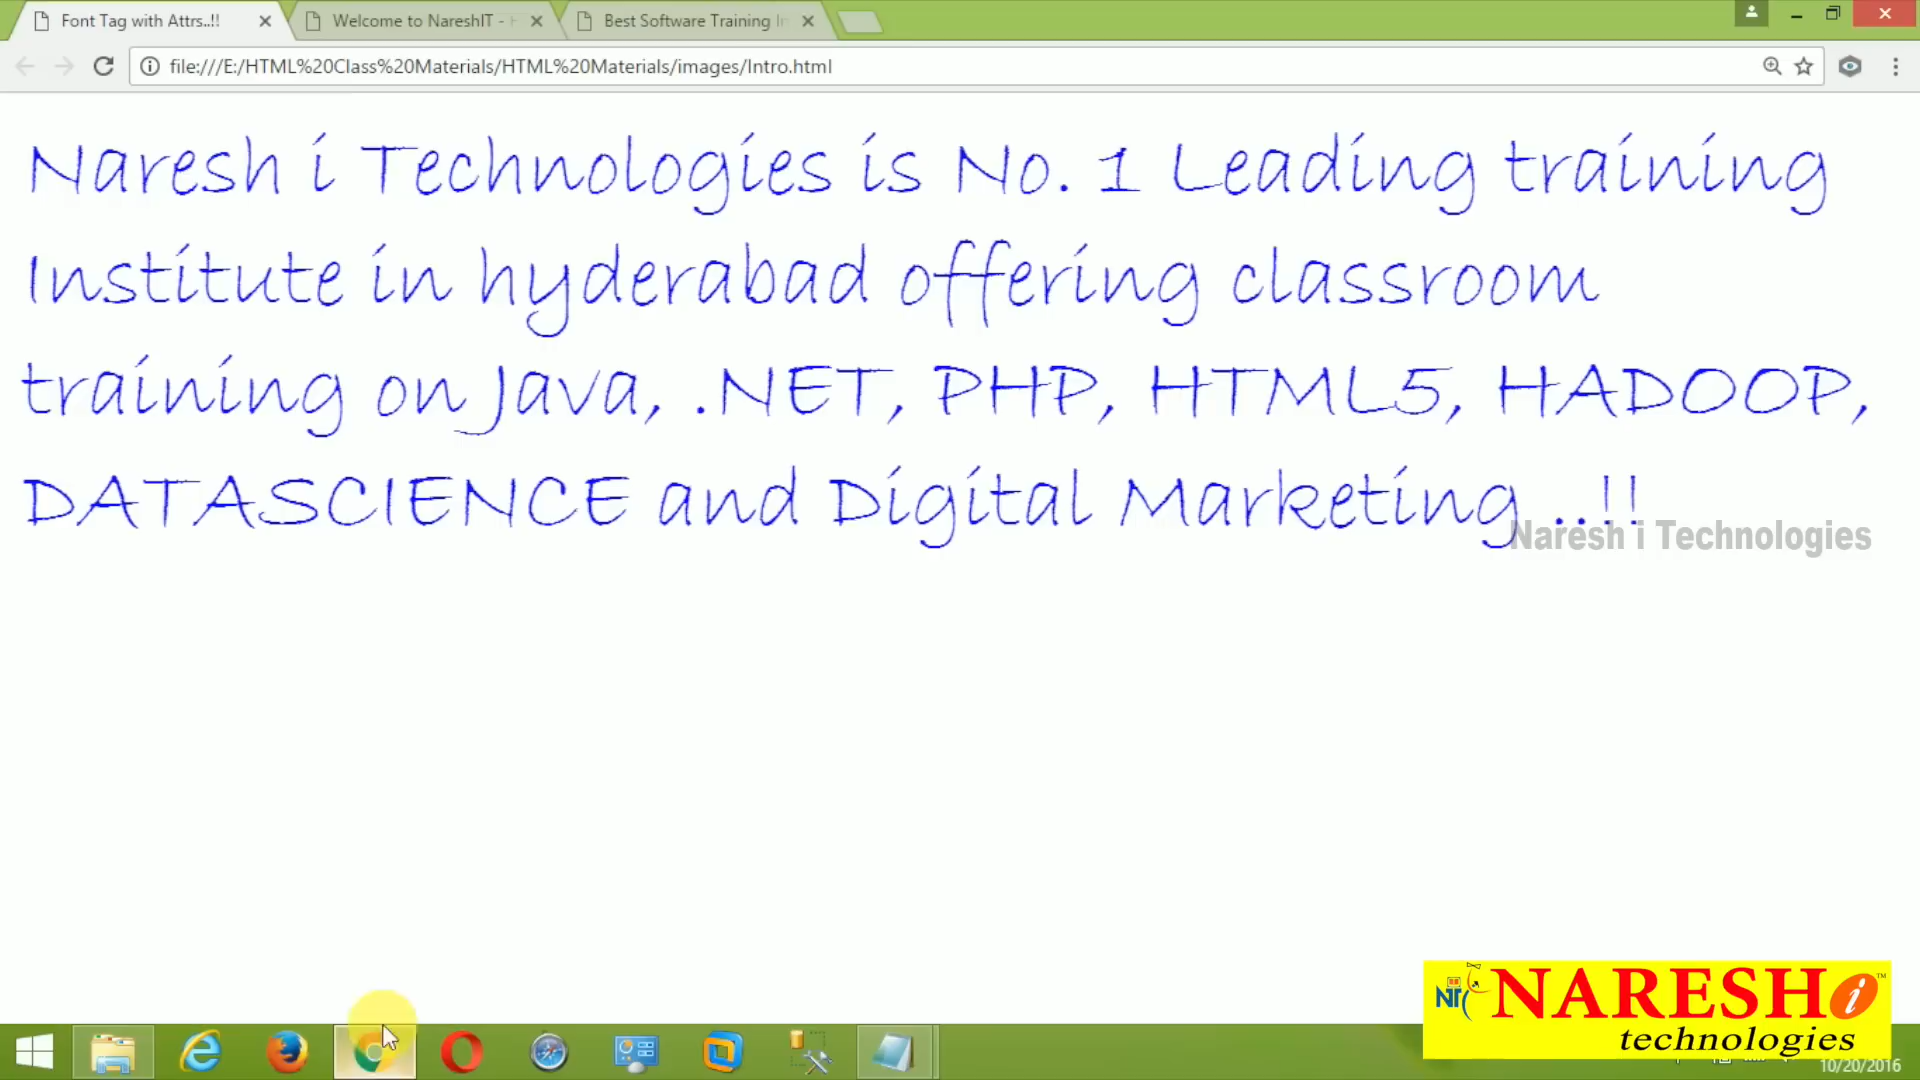 Font Tag with Attrs..!!
Welcome to NareshIT -
Best Software Training In
file:///E:/HTML%20Class%20Materials/HTML%20Materials/images/Intro.html
Naresh i Technologies is No. 1 Leading training
Institute in hyderabad offering classroom
training on Java, .NET, PHP, HTML5, HADOOP,
DATASCIENCE and Digital Marketing ..!!
Naresh i Technologies
NARESH i
technologies
10/20/2016